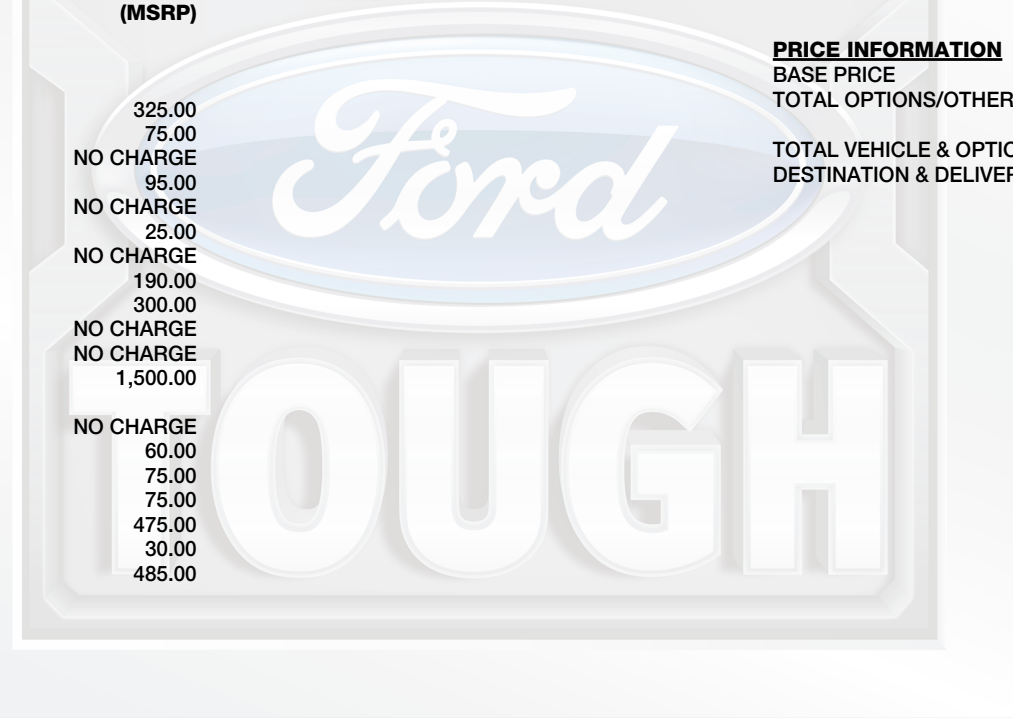 (MSRP)
325.00
75.00
NO CHARGE
95.00
NO CHARGE
25.00
NO CHARGE
190.00
300.00
NO CHARGE
NO CHARGE
1,500.00
NO CHARGE
60.00
75.00
75.00
475.00
30.00
485.00
PRICE INFORMATION
BASE PRICE
TOTAL OPTIONS/OTHER
TOTAL VEHICLE & OPTIO
DESTINATION & DELIVER
Ford
TOUGH